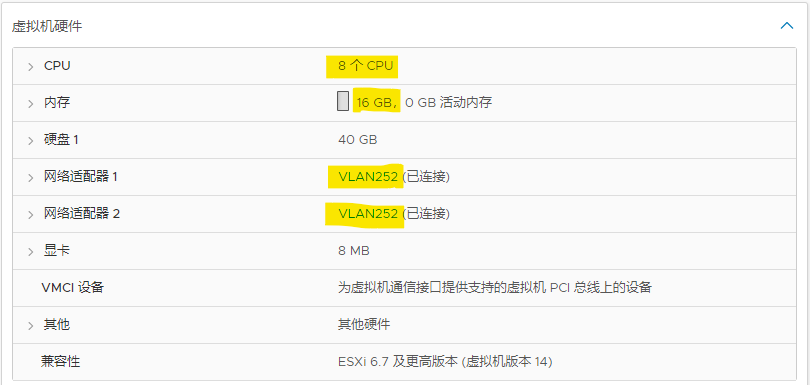 虚拟机硬件
CPU 8 个 CPU
内存 16 GB，0 GB 活动内存
硬盘 1 40 GB
网络适配器 1 VLAN252 (已连接)
网络适配器 2 VLAN252 (已连接)
显卡 8 MB
VMCI 设备 为虚拟机通信接口提供支持的虚拟机 PCI 总线上的设备
其他 其他硬件
兼容性 ESXi 6.7 及更高版本 (虚拟机版本 14)